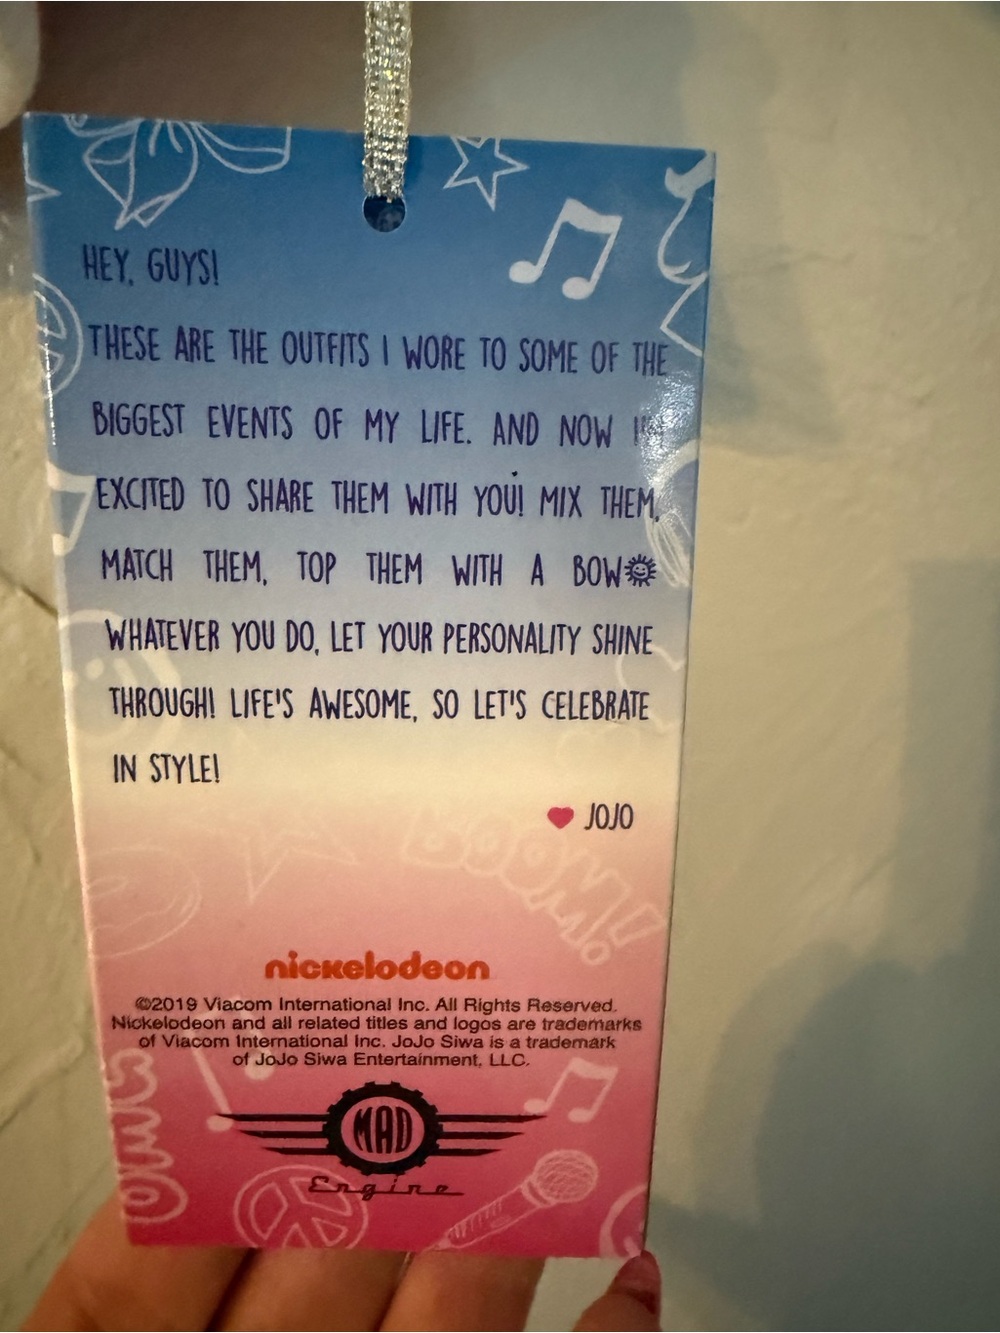 HEY, GUYS!
THESE ARE THE OUTFITS I WORE TO SOME OF THE
BIGGEST EVENTS OF MY LIFE. AND NOW I'M
EXCITED TO SHARE THEM WITH YOU! MIX THEM,
MATCH THEM, TOP THEM WITH A BOW
WHATEVER YOU DO, LET YOUR PERSONALITY SHINE
THROUGH! LIFE'S AWESOME, SO LET'S CELEBRATE
IN STYLE!
JOJO
BOOM!
nickelodeon
©2019 Viacom International Inc. All Rights Reserved.
Nickelodeon and all related titles and logos are trademarks
of Viacom International Inc. JoJo Siwa is a trademark
of JoJo Siwa Entertainment, LLC.
MAD
Engine